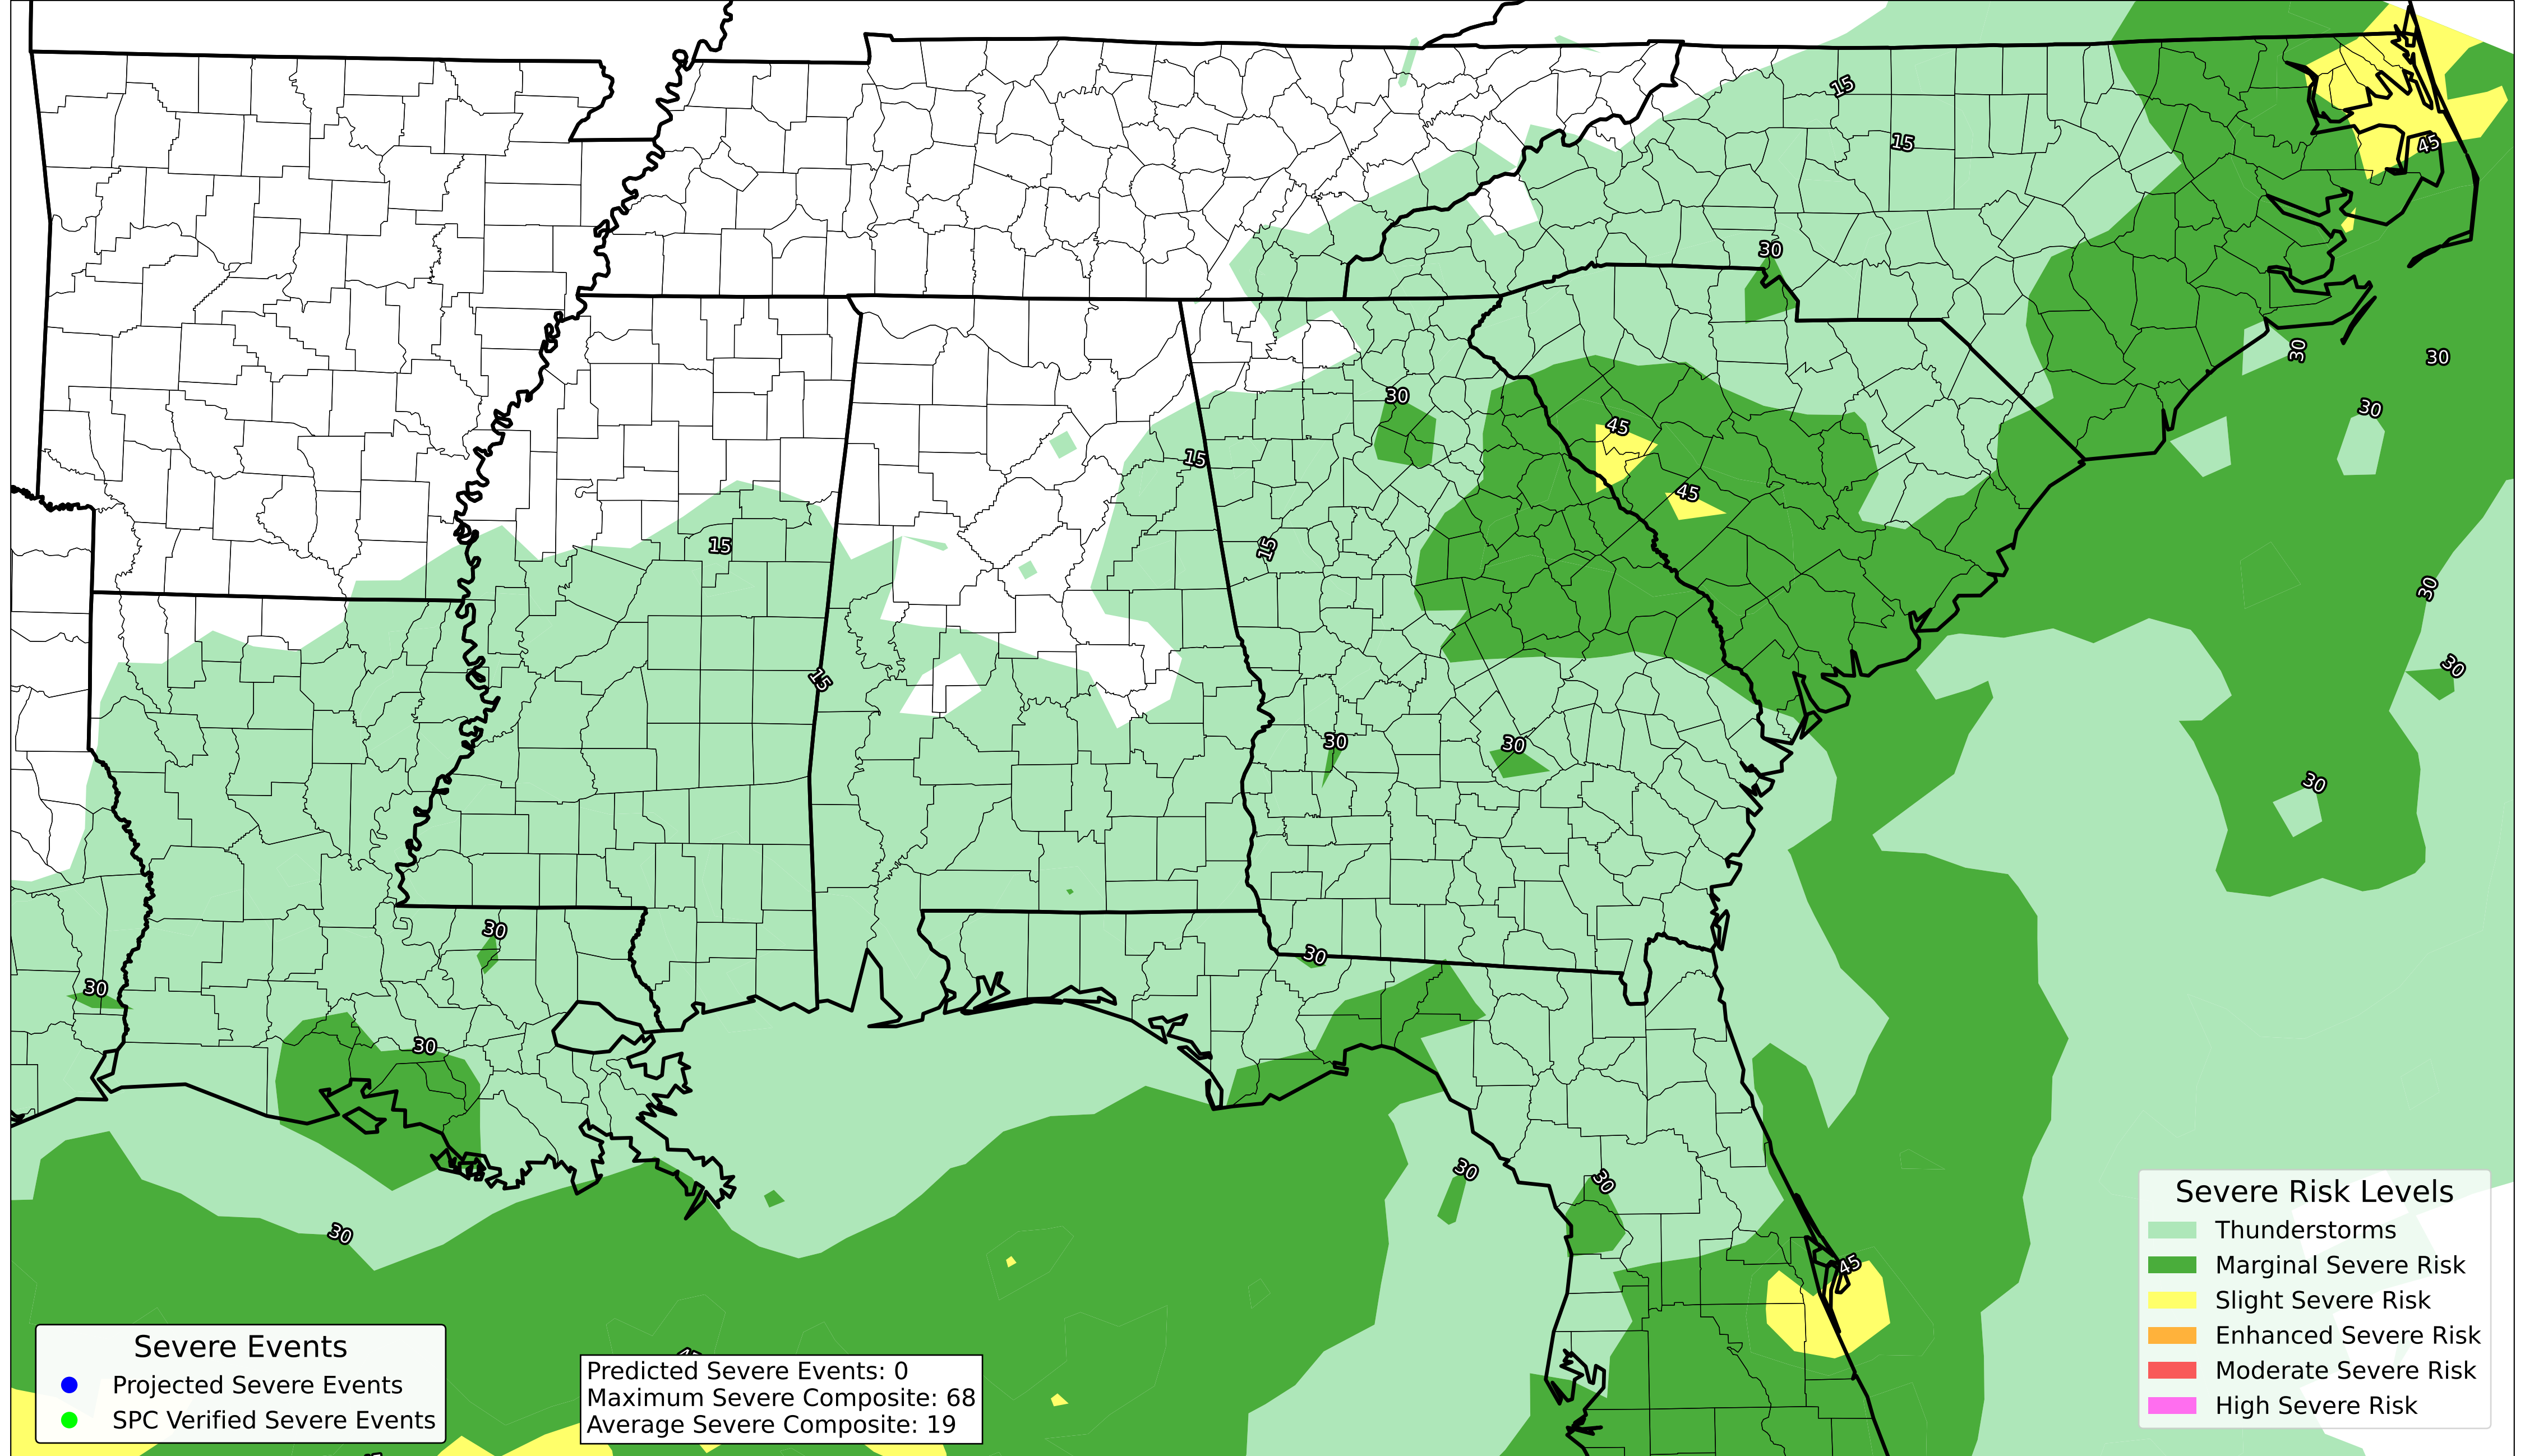 15
15
45
30
30
30
30
30
45
15
45
15
15
30
30
15
30
30
30
30
30
30
30
30
30
30
45
30
Severe Risk Levels
Thunderstorms
Marginal Severe Risk
Slight Severe Risk
Enhanced Severe Risk
Moderate Severe Risk
High Severe Risk
Severe Events
Projected Severe Events
SPC Verified Severe Events
Predicted Severe Events: 0
Maximum Severe Composite: 68
Average Severe Composite: 19